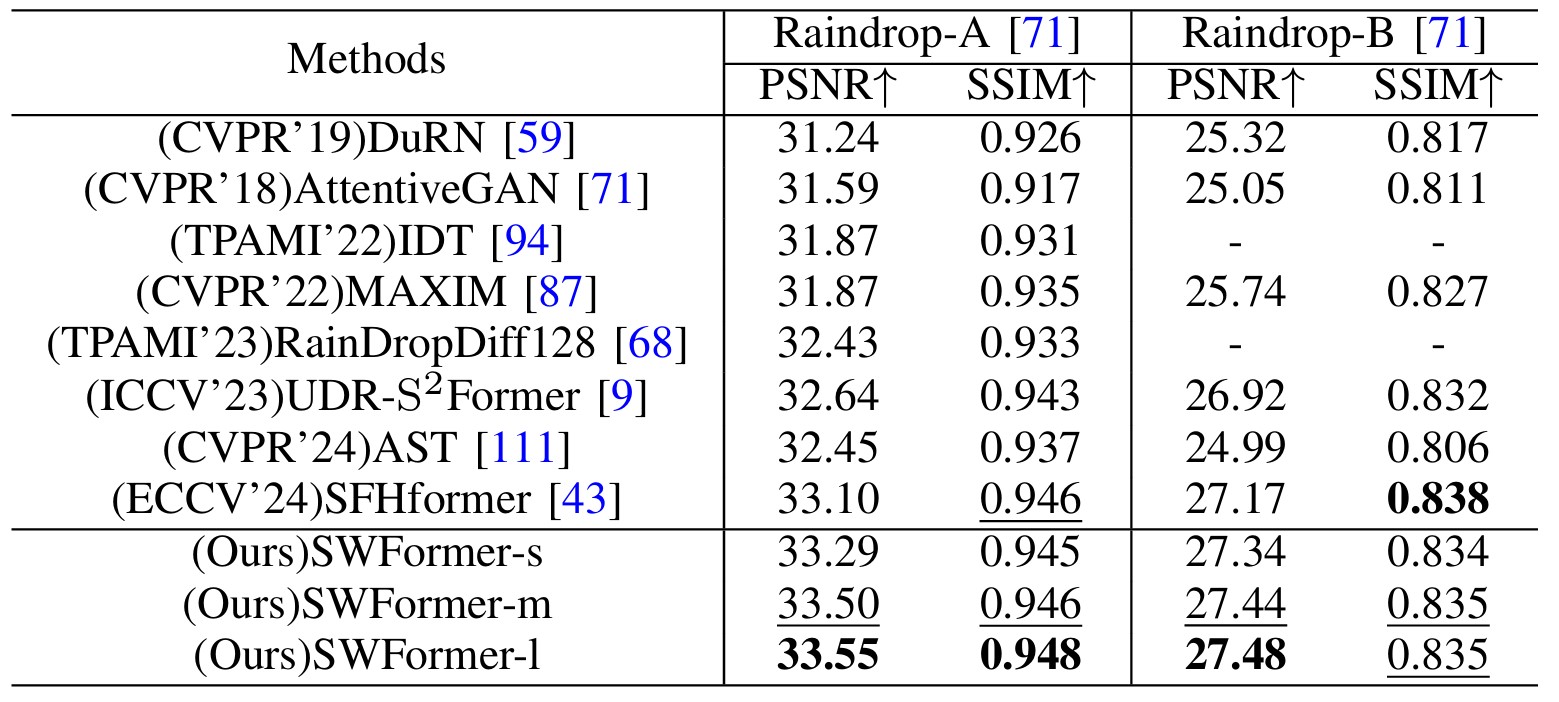 Methods Raindrop-A [71] Raindrop-B [71]
PSNR↑ SSIM↑ PSNR↑ SSIM↑
(CVPR’19)DuRN [59] 31.24 0.926 25.32 0.817
(CVPR’18)AttentiveGAN [71] 31.59 0.917 25.05 0.811
(TPAMI’22)IDT [94] 31.87 0.931 - -
(CVPR’22)MAXIM [87] 31.87 0.935 25.74 0.827
(TPAMI’23)RainDropDiff128 [68] 32.43 0.933 - -
(ICCV’23)UDR-S²Former [9] 32.64 0.943 26.92 0.832
(CVPR’24)AST [111] 32.45 0.937 24.99 0.806
(ECCV’24)SFHformer [43] 33.10 0.946 27.17 0.838
(Ours)SWFormer-s 33.29 0.945 27.34 0.834
(Ours)SWFormer-m 33.50 0.946 27.44 0.835
(Ours)SWFormer-l 33.55 0.948 27.48 0.835